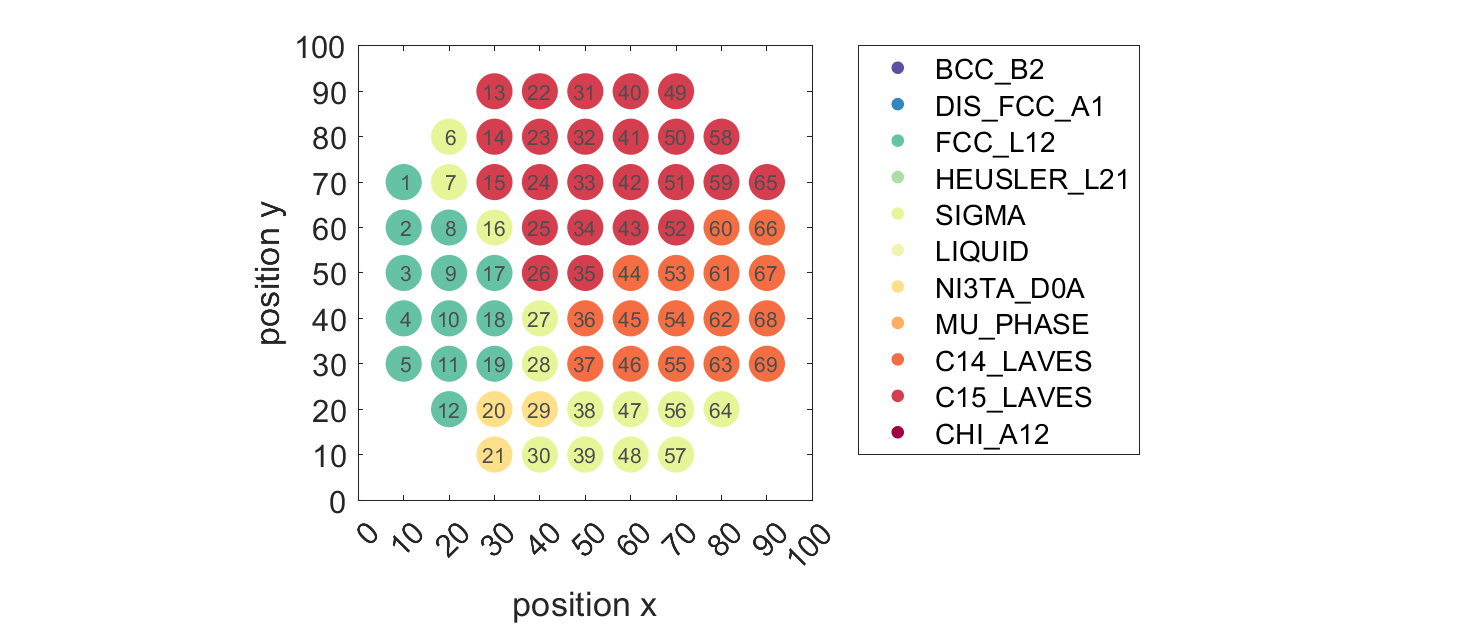 100
90
80
70
60
50
40
30
20
10
0
position y
13 22 31 40 49
6 14 23 32 41 50 58
1 7 15 24 33 42 51 59 65
2 8 16 25 34 43 52 60 66
3 9 17 26 35 44 53 61 67
4 10 18 27 36 45 54 62 68
5 11 19 28 37 46 55 63 69
12 20 29 38 47 56 64
21 30 39 48 57
0 10 20 30 40 50 60 70 80 90 100
position x
BCC_B2
DIS_FCC_A1
FCC_L12
HEUSLER_L21
SIGMA
LIQUID
NI3TA_D0A
MU_PHASE
C14_LAVES
C15_LAVES
CHI_A12